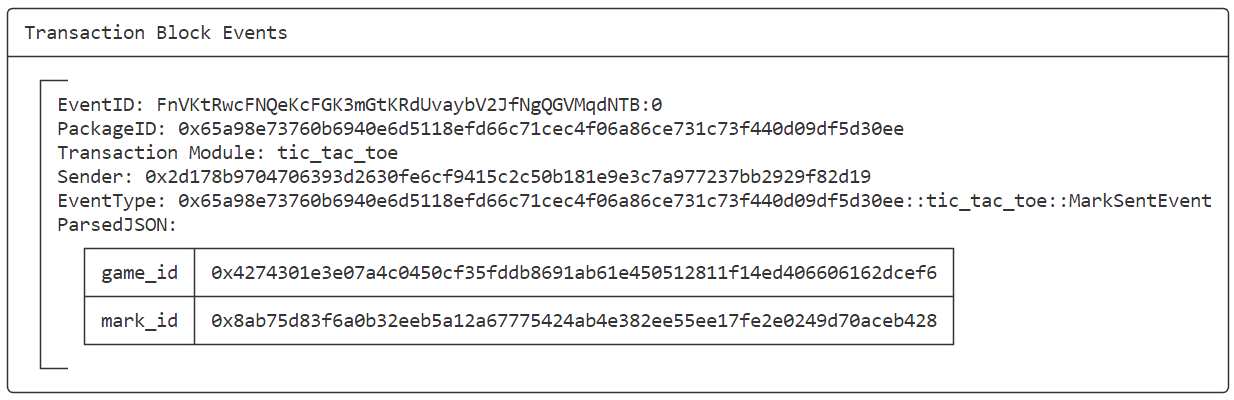 Transaction Block Events
EventID: FnVKtRwcFNQeKcFGK3mGtKRdUvaybV2JfNgQGVMqdNTB:0
PackageID: 0x65a98e73760b6940e6d5118efd66c71cec4f06a86ce731c73f440d09df5d30ee
Transaction Module: tic_tac_toe
Sender: 0x2d178b9704706393d2630fe6cf9415c2c50b181e9e3c7a977237bb2929f82d19
EventType: 0x65a98e73760b6940e6d5118efd66c71cec4f06a86ce731c73f440d09df5d30ee::tic_tac_toe::MarkSentEvent
ParsedJSON:
game_id 0x4274301e3e07a4c0450cf35fddb8691ab61e450512811f14ed406606162dcef6
mark_id 0x8ab75d83f6a0b32eeb5a12a67775424ab4e382ee55ee17fe2e0249d70aceb428